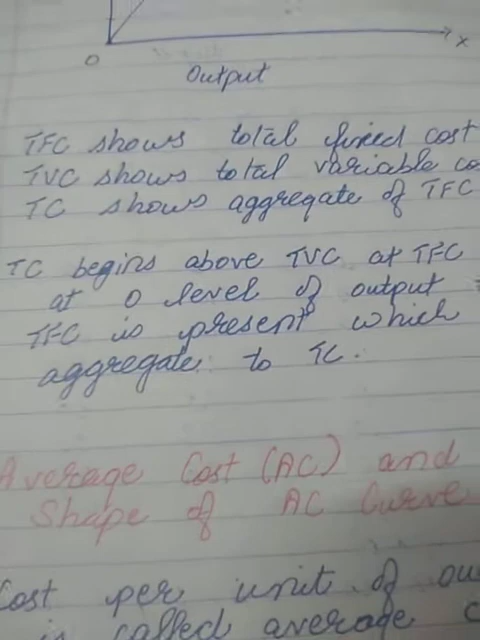 O
x
Output
TFC shows total fixed cost
TVC shows total variable co
TC shows aggregate of TFC
TC begins above TVC at TFC
at 0 level of output
TFC is present which
aggregate to TC.
Average Cost (AC) and
Shape of AC Curve
Cost per unit of ou
is called average c